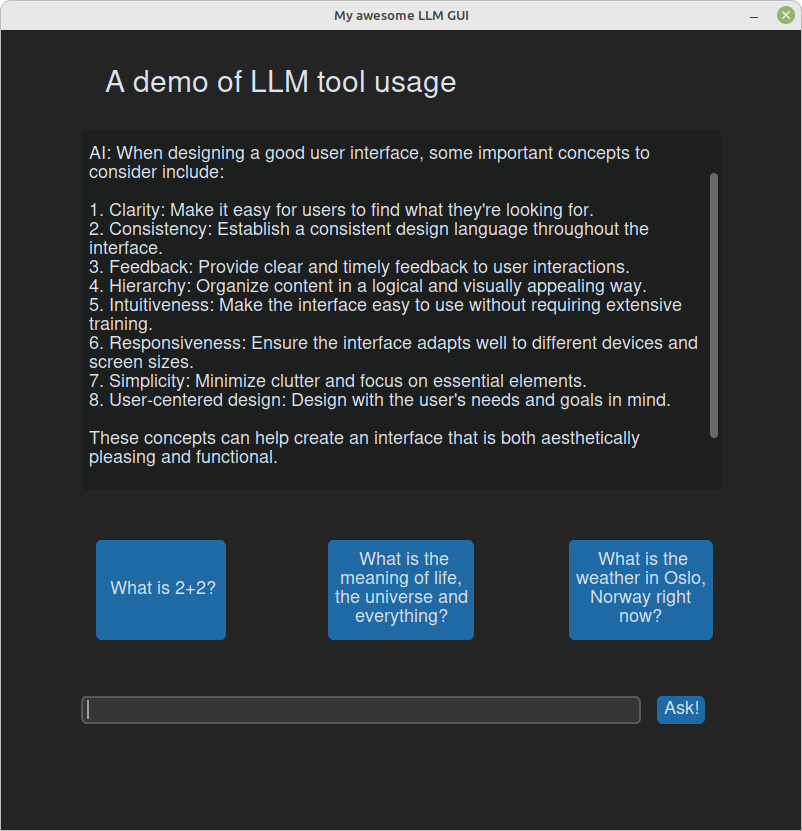 My awesome LLM GUI
A demo of LLM tool usage
AI: When designing a good user interface, some important concepts to
consider include:
1. Clarity: Make it easy for users to find what they're looking for.
2. Consistency: Establish a consistent design language throughout the
interface.
3. Feedback: Provide clear and timely feedback to user interactions.
4. Hierarchy: Organize content in a logical and visually appealing way.
5. Intuitiveness: Make the interface easy to use without requiring extensive
training.
6. Responsiveness: Ensure the interface adapts well to different devices and
screen sizes.
7. Simplicity: Minimize clutter and focus on essential elements.
8. User-centered design: Design with the user's needs and goals in mind.
These concepts can help create an interface that is both aesthetically
pleasing and functional.
What is 2+2?
What is the
meaning of life,
the universe and
everything?
What is the
weather in Oslo,
Norway right
now?
Ask!